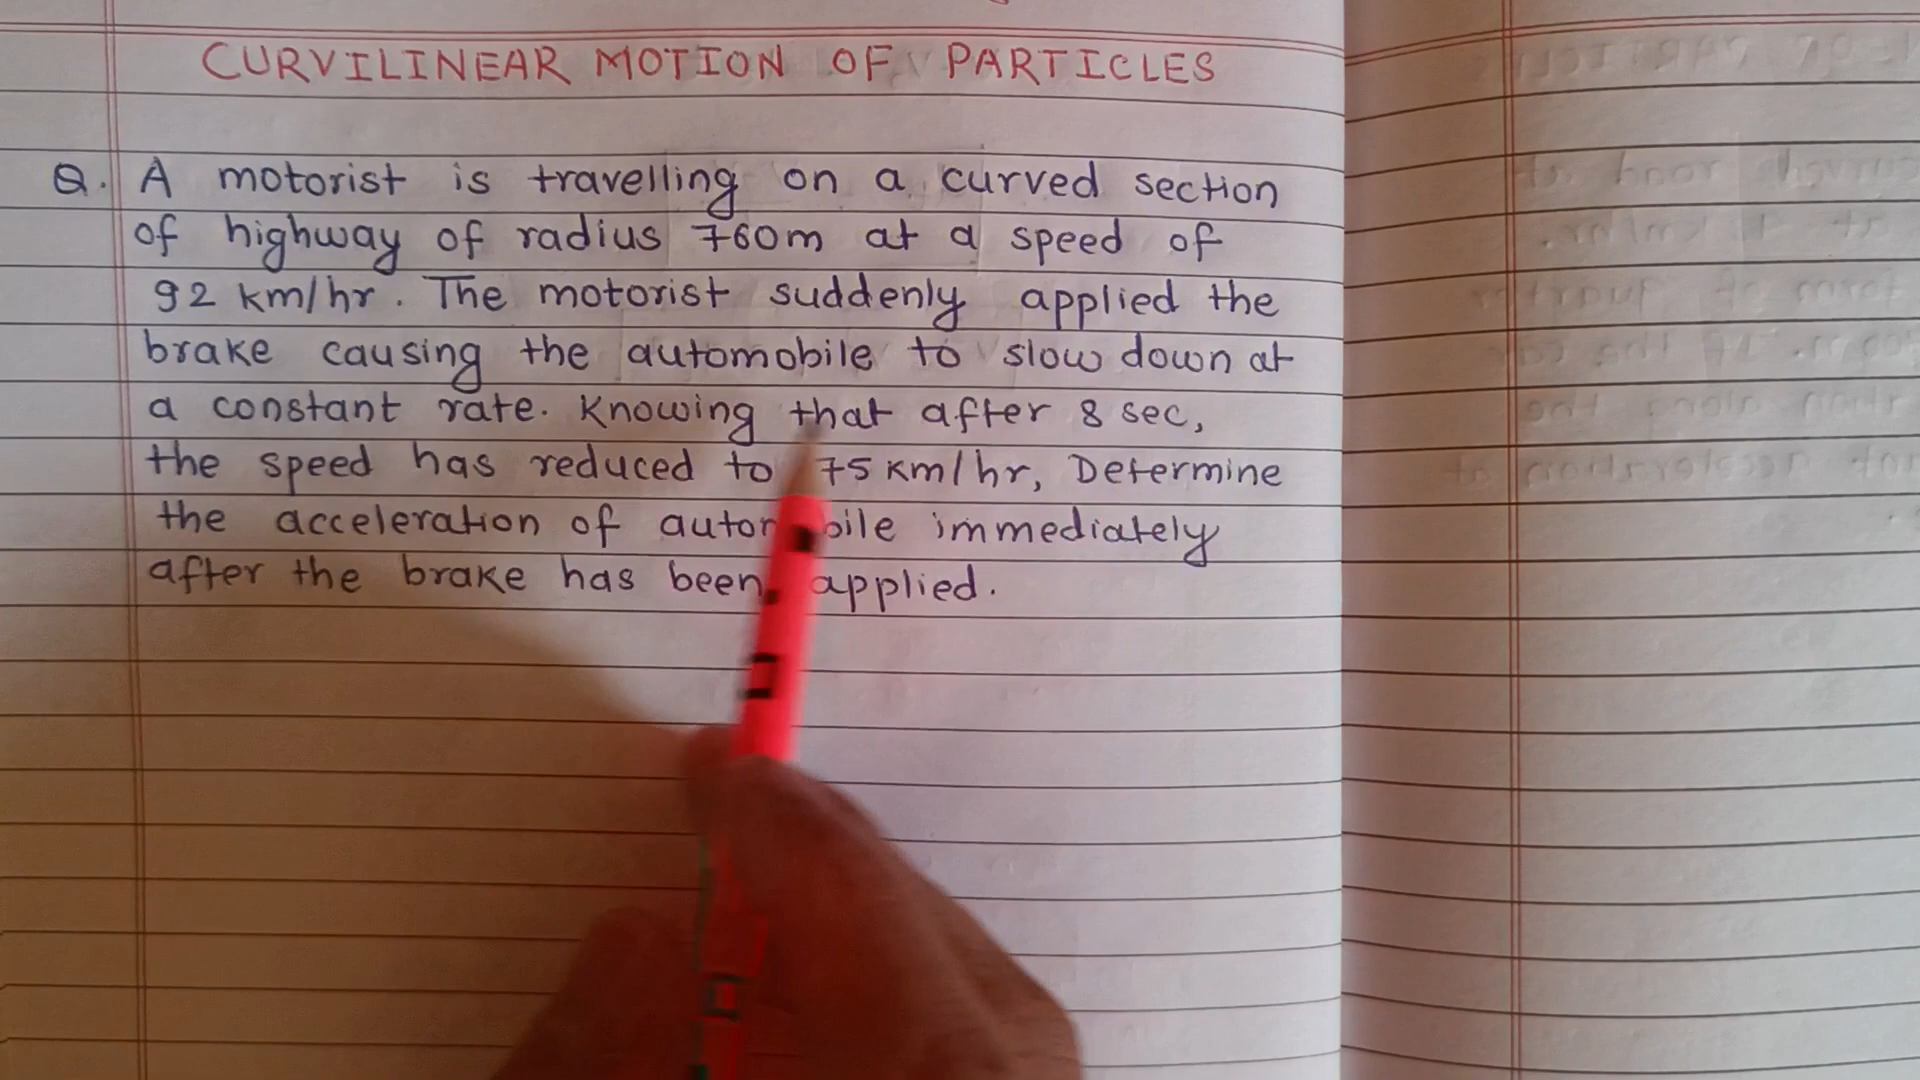 CURVILINEAR MOTION OF PARTICLES
Q. A motorist is travelling on a curved section
of highway of radius 760m at a speed of
92 km/hr. The motorist suddenly applied the
brake causing the automobile to slow down at
a constant rate. Knowing that after 8 sec,
the speed has reduced to 75 km/hr, Determine
the acceleration of bile immediately
after the brake has been applied.